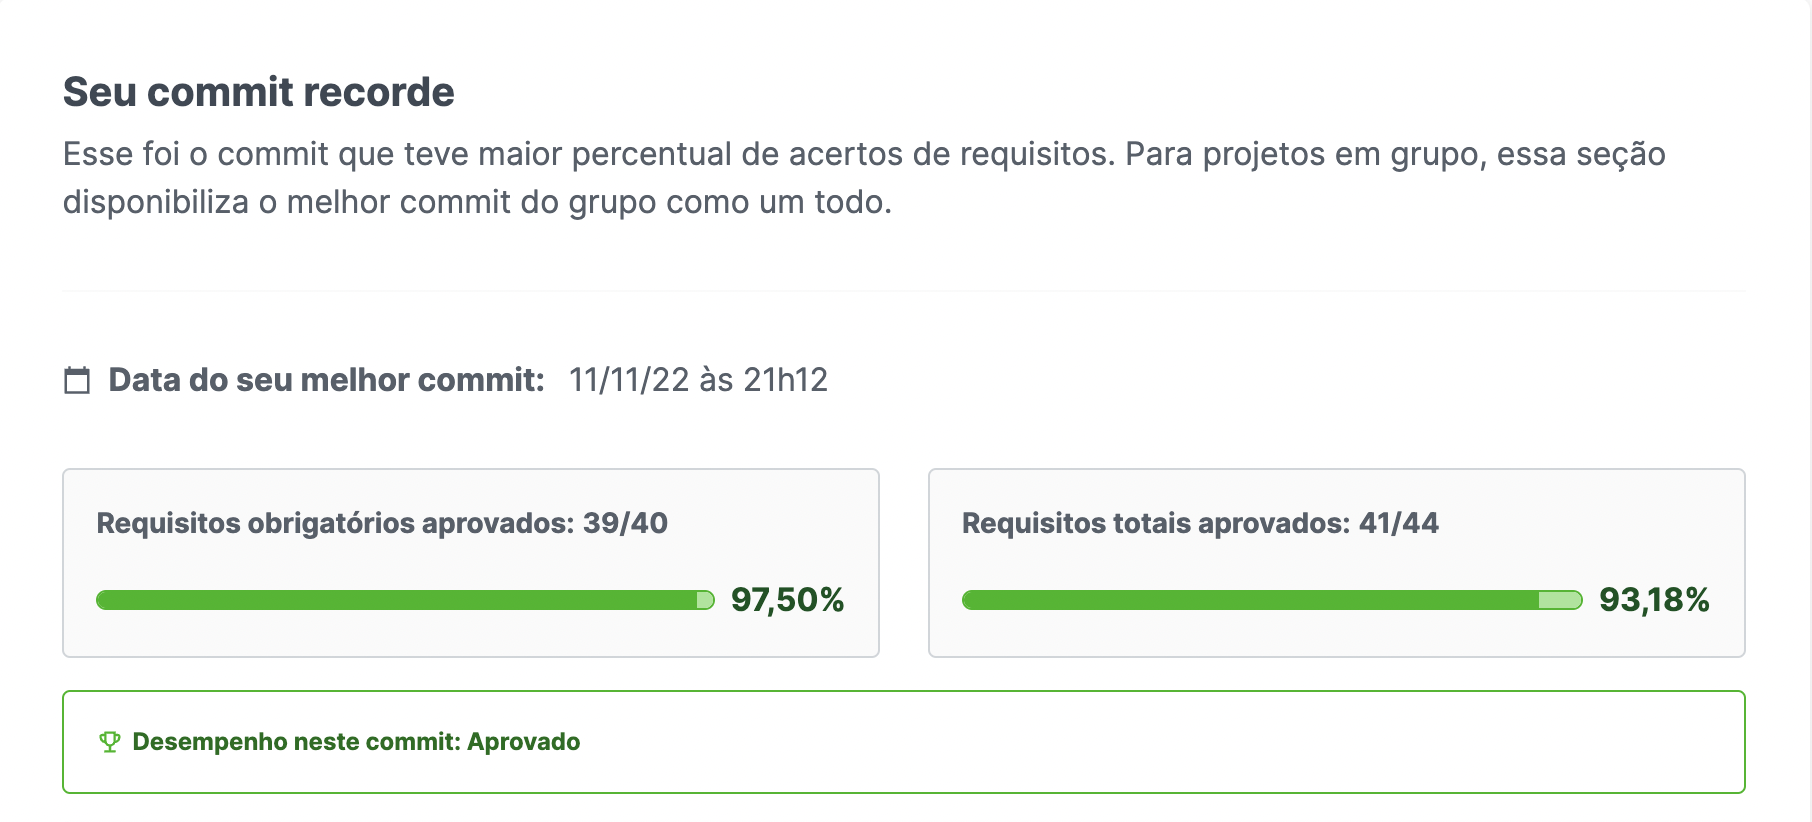 Seu commit recorde
Esse foi o commit que teve maior percentual de acertos de requisitos. Para projetos em grupo, essa seção
disponibiliza o melhor commit do grupo como um todo.
Data do seu melhor commit: 11/11/22 às 21h12
Requisitos obrigatórios aprovados: 39/40
97,50%
Requisitos totais aprovados: 41/44
93,18%
Desempenho neste commit: Aprovado